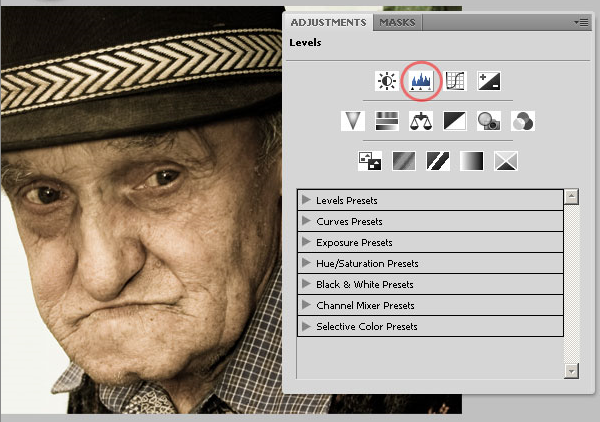 ADJUSTMENTS MASKS
Levels
Levels Presets
Curves Presets
Exposure Presets
Hue/Saturation Presets
Black & White Presets
Channel Mixer Presets
Selective Color Presets